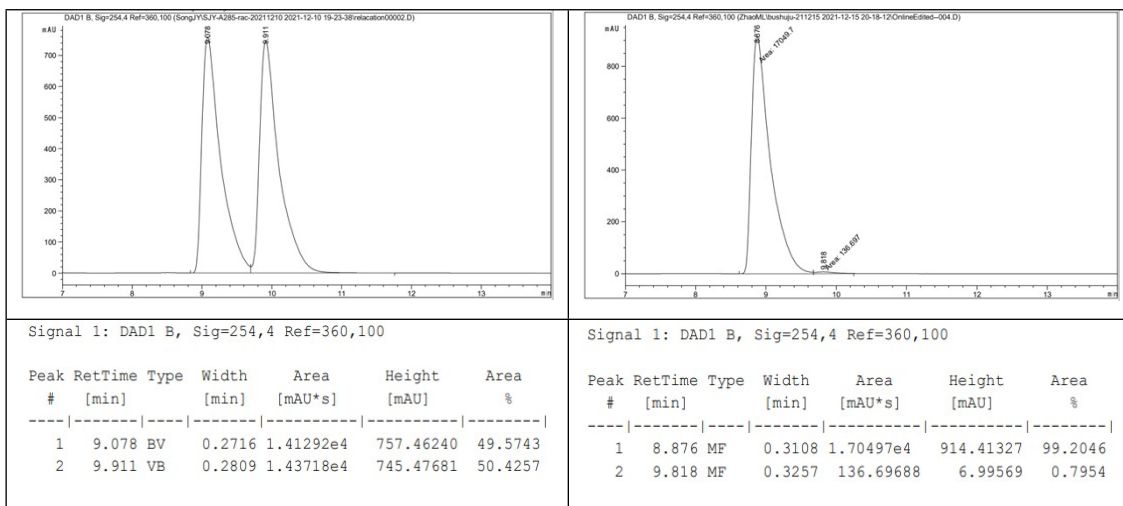 DAD1 B, Sig=254,4 Ref=360,100 (SongJY\SJY-A285-rac-20211210 2021-12-10 19-23-38\relacation00002.D)
mAU
9.078
9.911
700
600
500
400
300
200
100
0
7 8 9 10 11 12 13 min
DAD1 B, Sig=254,4 Ref=360,100 (ZhaoML\bushuju-211215 2021-12-15 20-18-12\OnlineEdited--004.D)
mAU
8.876
Area: 17049.7
9.818
Area: 136.697
800
600
400
200
0
7 8 9 10 11 12 13 min
Signal 1: DAD1 B, Sig=254,4 Ref=360,100
Peak RetTime Type Width Area Height Area
# [min] [min] [mAU*s] [mAU] %
----|-------|----|-------|----------|----------|--------|
1 9.078 BV 0.2716 1.41292e4 757.46240 49.5743
2 9.911 VB 0.2809 1.43718e4 745.47681 50.4257
Signal 1: DAD1 B, Sig=254,4 Ref=360,100
Peak RetTime Type Width Area Height Area
# [min] [min] [mAU*s] [mAU] %
----|-------|----|-------|----------|----------|--------|
1 8.876 MF 0.3108 1.70497e4 914.41327 99.2046
2 9.818 MF 0.3257 136.69688 6.99569 0.7954